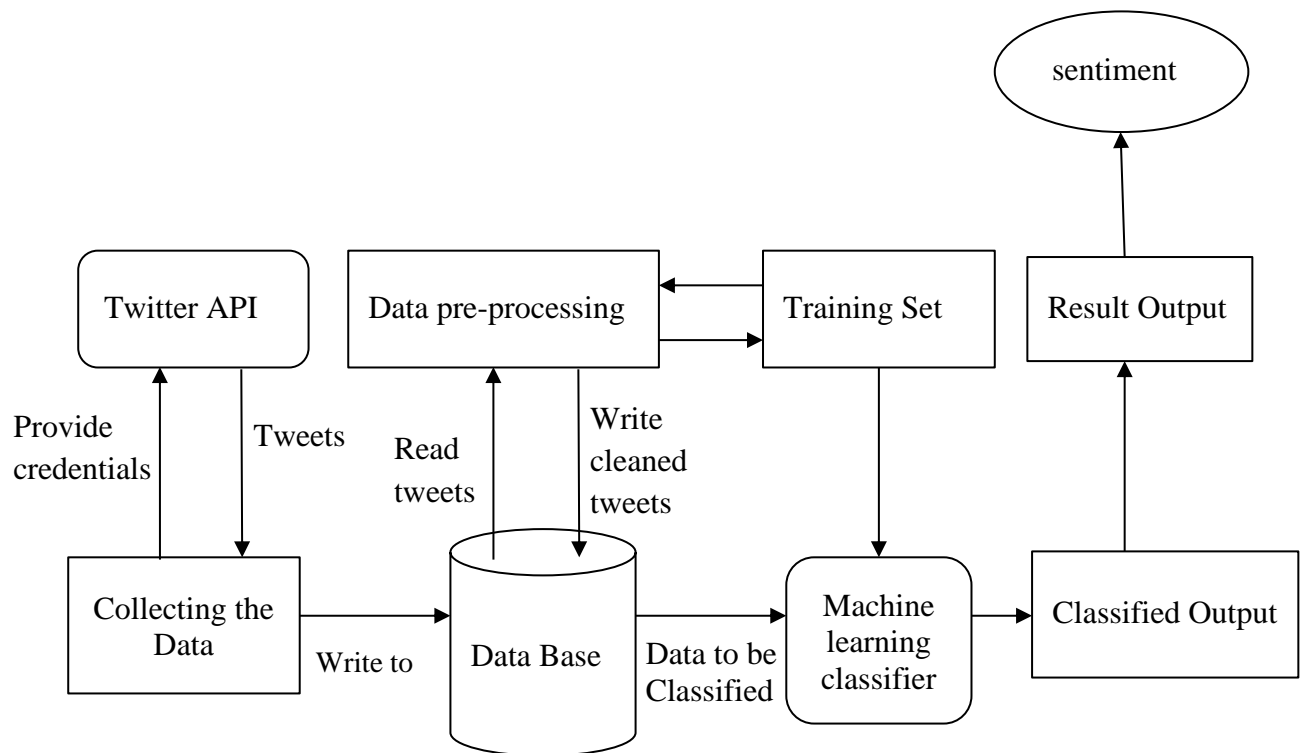 sentiment
Twitter API
Data pre-processing
Training Set
Result Output
Provide
credentials
Tweets
Read
tweets
Write
cleaned
tweets
Collecting the
Data
Write to
Data Base
Data to be
Classified
Machine
learning
classifier
Classified Output